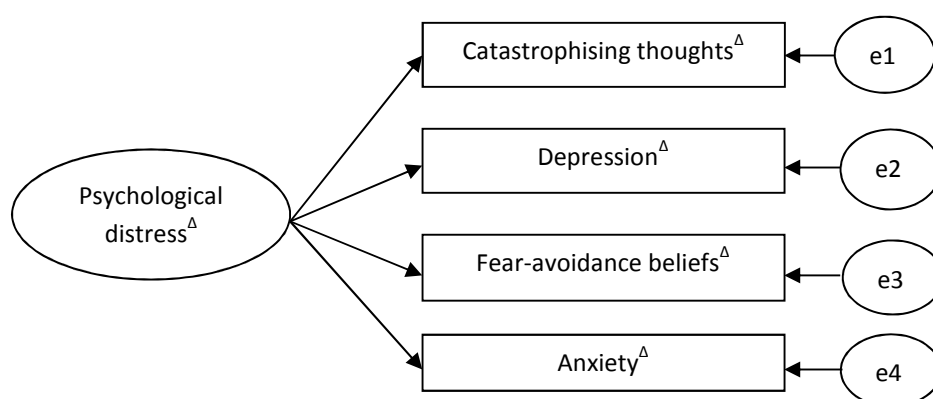 Catastrophising thoughts^Δ
e1
Depression^Δ
e2
Psychological
distress^Δ
Fear-avoidance beliefs^Δ
e3
Anxiety^Δ
e4